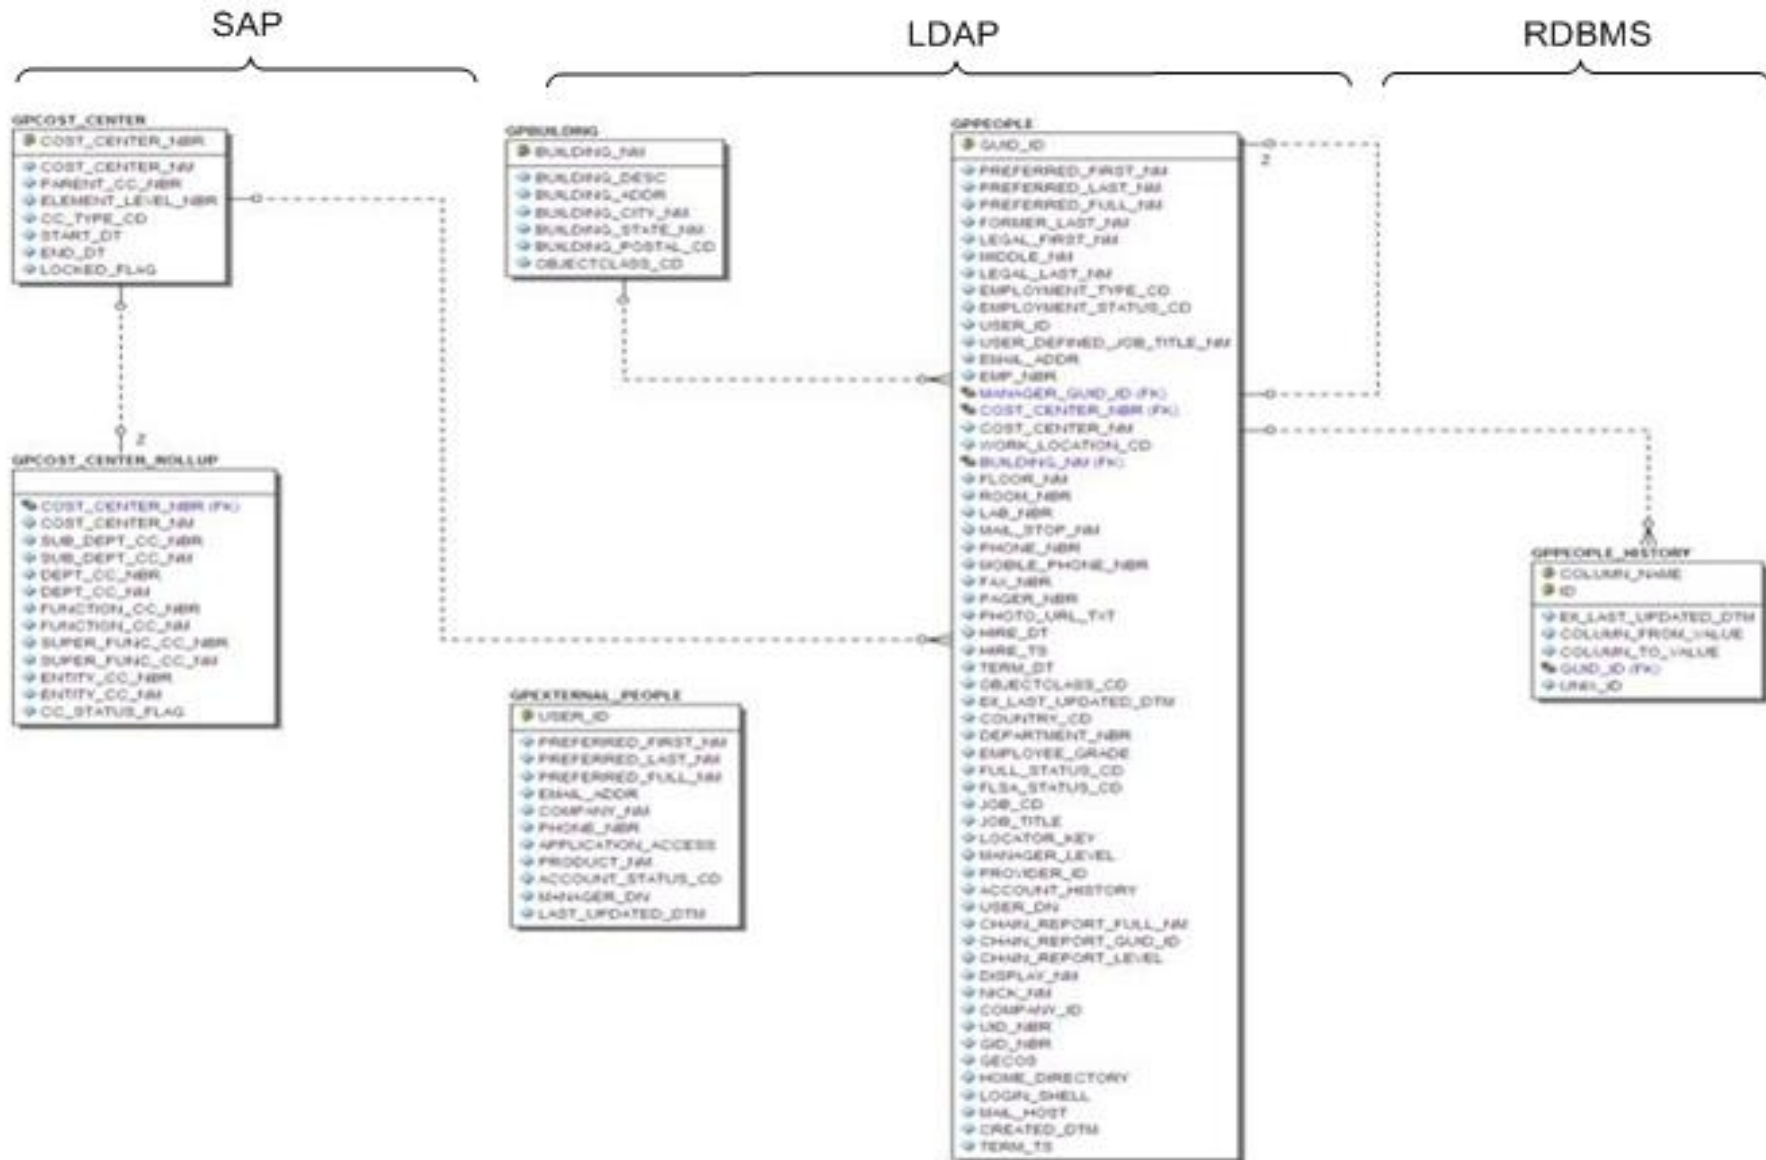 SAP
LDAP
RDBMS
GPCOST_CENTER
COST_CENTER_NBR
COST_CENTER_NM
PARENT_CC_NBR
ELEMENT_LEVEL_NBR
CC_TYPE_CD
START_DT
END_DT
LOCKED_FLAG
Z
GPCOST_CENTER_ROLLUP
COST_CENTER_NBR (FK)
COST_CENTER_NM
SUB_DEPT_CC_NBR
SUB_DEPT_CC_NM
DEPT_CC_NBR
DEPT_CC_NM
FUNCTION_CC_NBR
FUNCTION_CC_NM
SUPER_FUNC_CC_NBR
SUPER_FUNC_CC_NM
ENTITY_CC_NBR
ENTITY_CC_NM
CC_STATUS_FLAG
GPBUILDING
BUILDING_NM
BUILDING_DESC
BUILDING_ADDR
BUILDING_CITY_NM
BUILDING_STATE_NM
BUILDING_POSTAL_CD
OBJECTCLASS_CD
GPEXTERNAL_PEOPLE
USER_ID
PREFERRED_FIRST_NM
PREFERRED_LAST_NM
PREFERRED_FULL_NM
EMAIL_ADDR
COMPANY_NM
PHONE_NBR
APPLICATION_ACCESS
PRODUCT_NM
ACCOUNT_STATUS_CD
MANAGER_DN
LAST_UPDATED_DTM
GPPEOPLE
GUID_ID
Z
PREFERRED_FIRST_NM
PREFERRED_LAST_NM
PREFERRED_FULL_NM
FORMER_LAST_NM
LEGAL_FIRST_NM
MIDDLE_NM
LEGAL_LAST_NM
EMPLOYMENT_TYPE_CD
EMPLOYMENT_STATUS_CD
USER_ID
USER_DEFINED_JOB_TITLE_NM
EMAIL_ADDR
EMP_NBR
MANAGER_GUID_ID (FK)
COST_CENTER_NBR (FK)
COST_CENTER_NM
WORK_LOCATION_CD
BUILDING_NM (FK)
FLOOR_NM
ROOM_NBR
LAB_NBR
MAIL_STOP_NM
PHONE_NBR
MOBILE_PHONE_NBR
FAX_NBR
PAGER_NBR
PHOTO_URL_TXT
HIRE_DT
HIRE_TS
TERM_DT
OBJECTCLASS_CD
EX_LAST_UPDATED_DTM
COUNTRY_CD
DEPARTMENT_NBR
EMPLOYEE_GRADE
FULL_STATUS_CD
FLSA_STATUS_CD
JOB_CD
JOB_TITLE
LOCATOR_KEY
MANAGER_LEVEL
PROVIDER_ID
ACCOUNT_HISTORY
USER_DN
CHAIN_REPORT_FULL_NM
CHAIN_REPORT_GUID_ID
CHAIN_REPORT_LEVEL
DISPLAY_NM
NICK_NM
COMPANY_ID
UID_NBR
GID_NBR
GECOS
HOME_DIRECTORY
LOGIN_SHELL
MAIL_HOST
CREATED_DTM
TERM_TS
GPPEOPLE_HISTORY
COLUMN_NAME
ID
EX_LAST_UPDATED_DTM
COLUMN_FROM_VALUE
COLUMN_TO_VALUE
GUID_ID (FK)
UNIX_ID